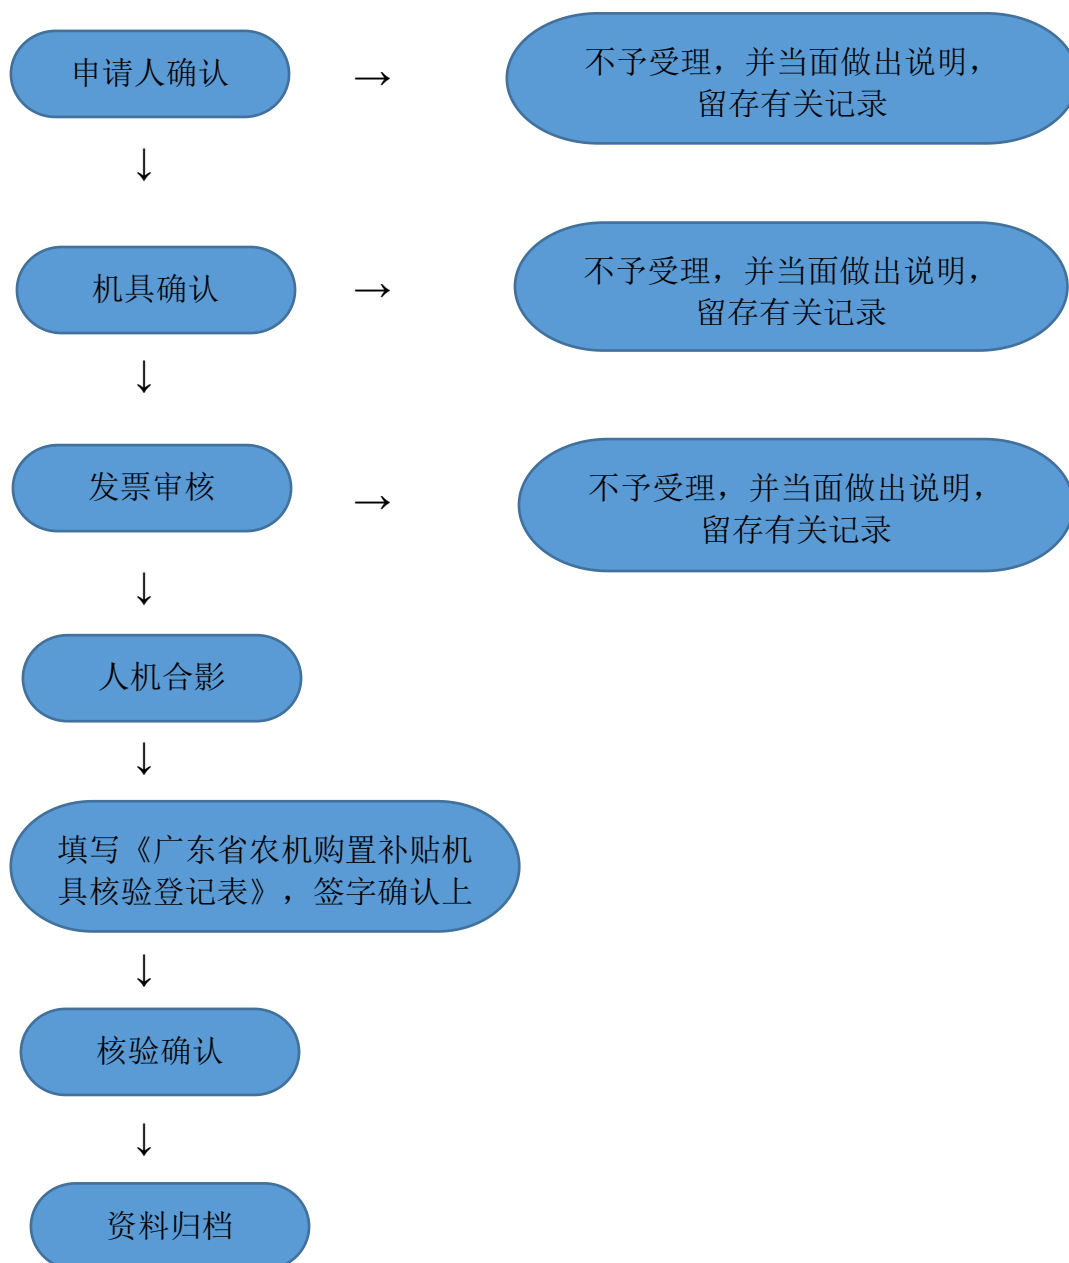 申请人确认
→
不予受理，并当面做出说明，
留存有关记录
↓
机具确认
→
不予受理，并当面做出说明，
留存有关记录
↓
发票审核
→
不予受理，并当面做出说明，
留存有关记录
↓
人机合影
↓
填写《广东省农机购置补贴机
具核验登记表》，签字确认上
↓
核验确认
↓
资料归档